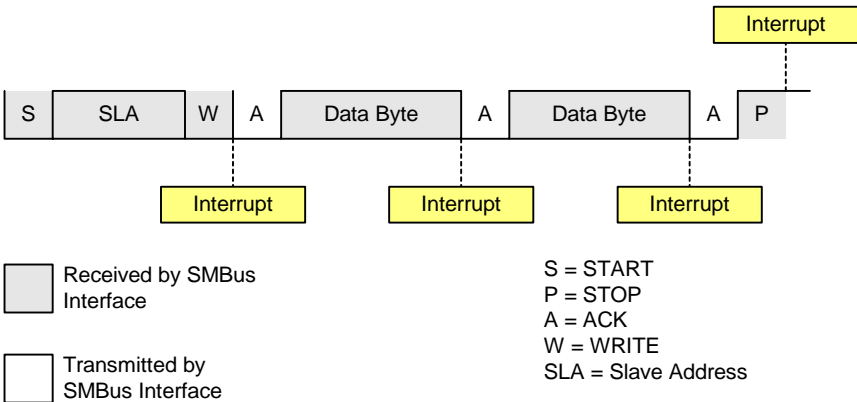 Interrupt
S SLA W A Data Byte A Data Byte A P
Interrupt Interrupt Interrupt
Received by SMBus
Interface
Transmitted by
SMBus Interface
S = START
P = STOP
A = ACK
W = WRITE
SLA = Slave Address